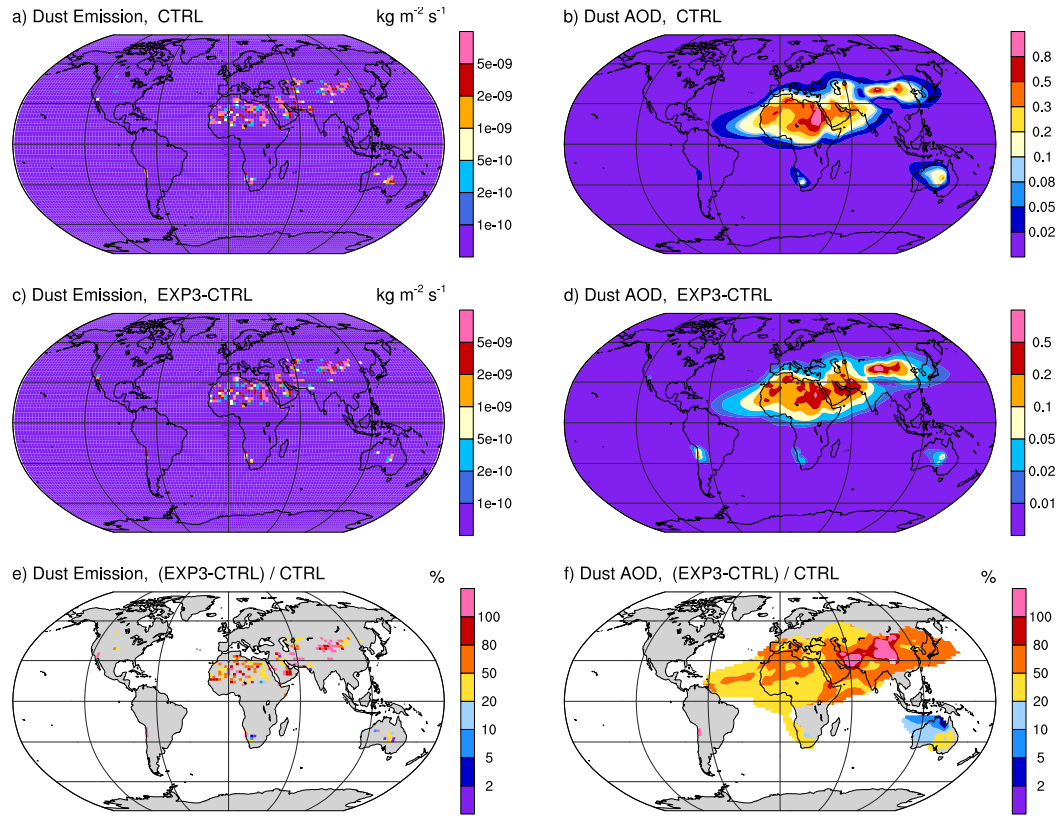 a) Dust Emission, CTRL
kg m⁻² s⁻¹
5e-09
2e-09
1e-09
5e-10
2e-10
1e-10
b) Dust AOD, CTRL
0.8
0.5
0.3
0.2
0.1
0.08
0.05
0.02
c) Dust Emission, EXP3-CTRL
kg m⁻² s⁻¹
5e-09
2e-09
1e-09
5e-10
2e-10
1e-10
d) Dust AOD, EXP3-CTRL
0.5
0.2
0.1
0.05
0.02
0.01
e) Dust Emission, (EXP3-CTRL) / CTRL
%
100
80
50
20
10
5
2
f) Dust AOD, (EXP3-CTRL) / CTRL
%
100
80
50
20
10
5
2